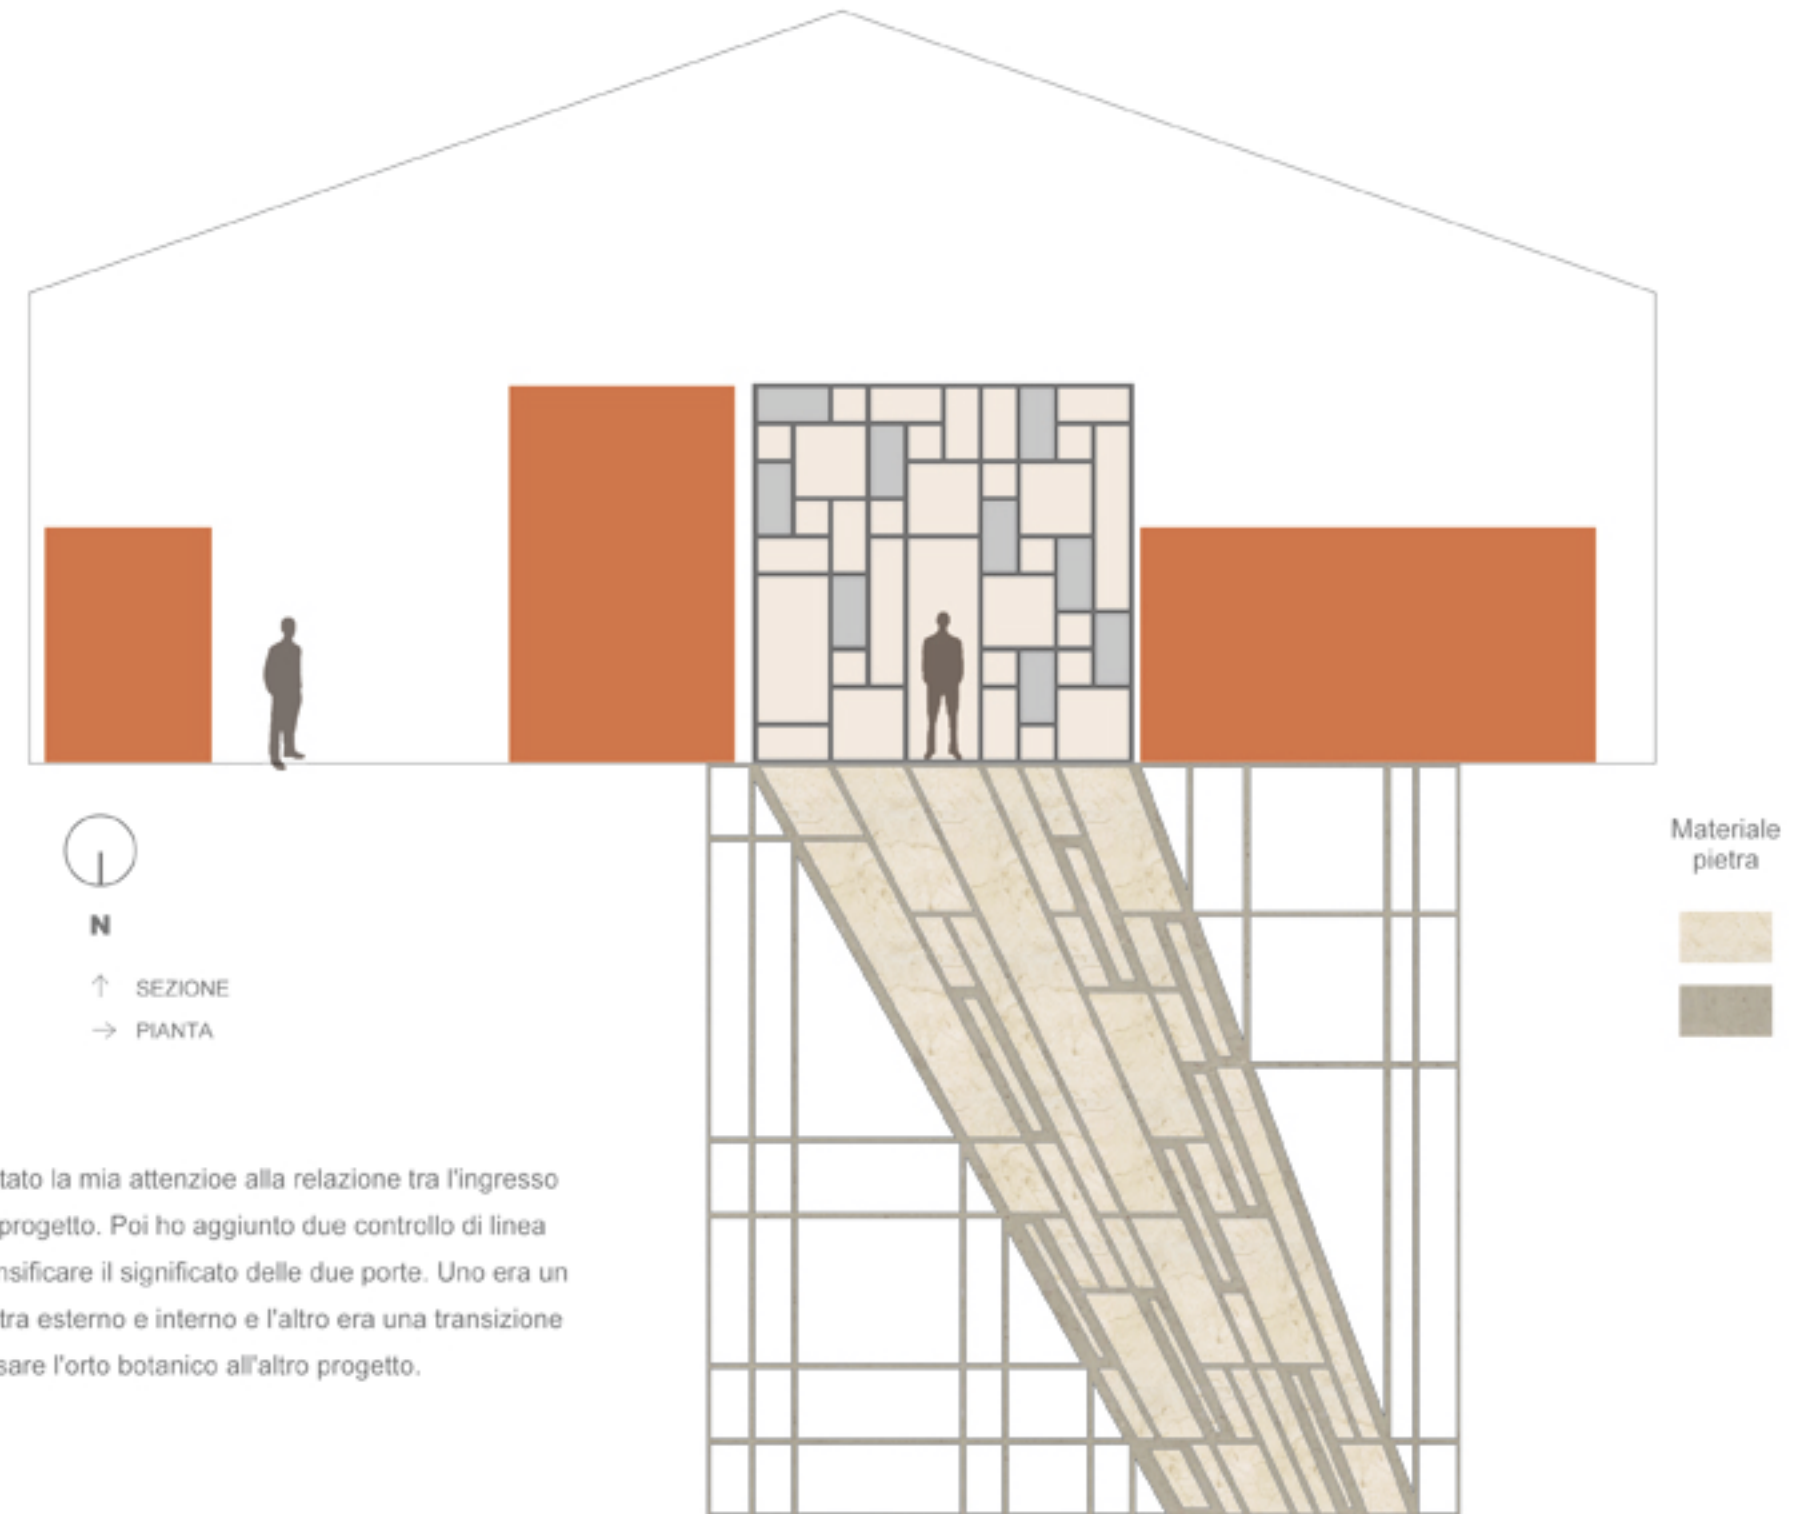 N
SEZIONE
PIANTA
Materiale
pietra
tato la mia attenzioe alla relazione tra l'ingresso
progetto. Poi ho aggiunto due controllo di linea
nsificare il significato delle due porte. Uno era un
tra esterno e interno e l'altro era una transizione
sare l'orto botanico all'altro progetto.